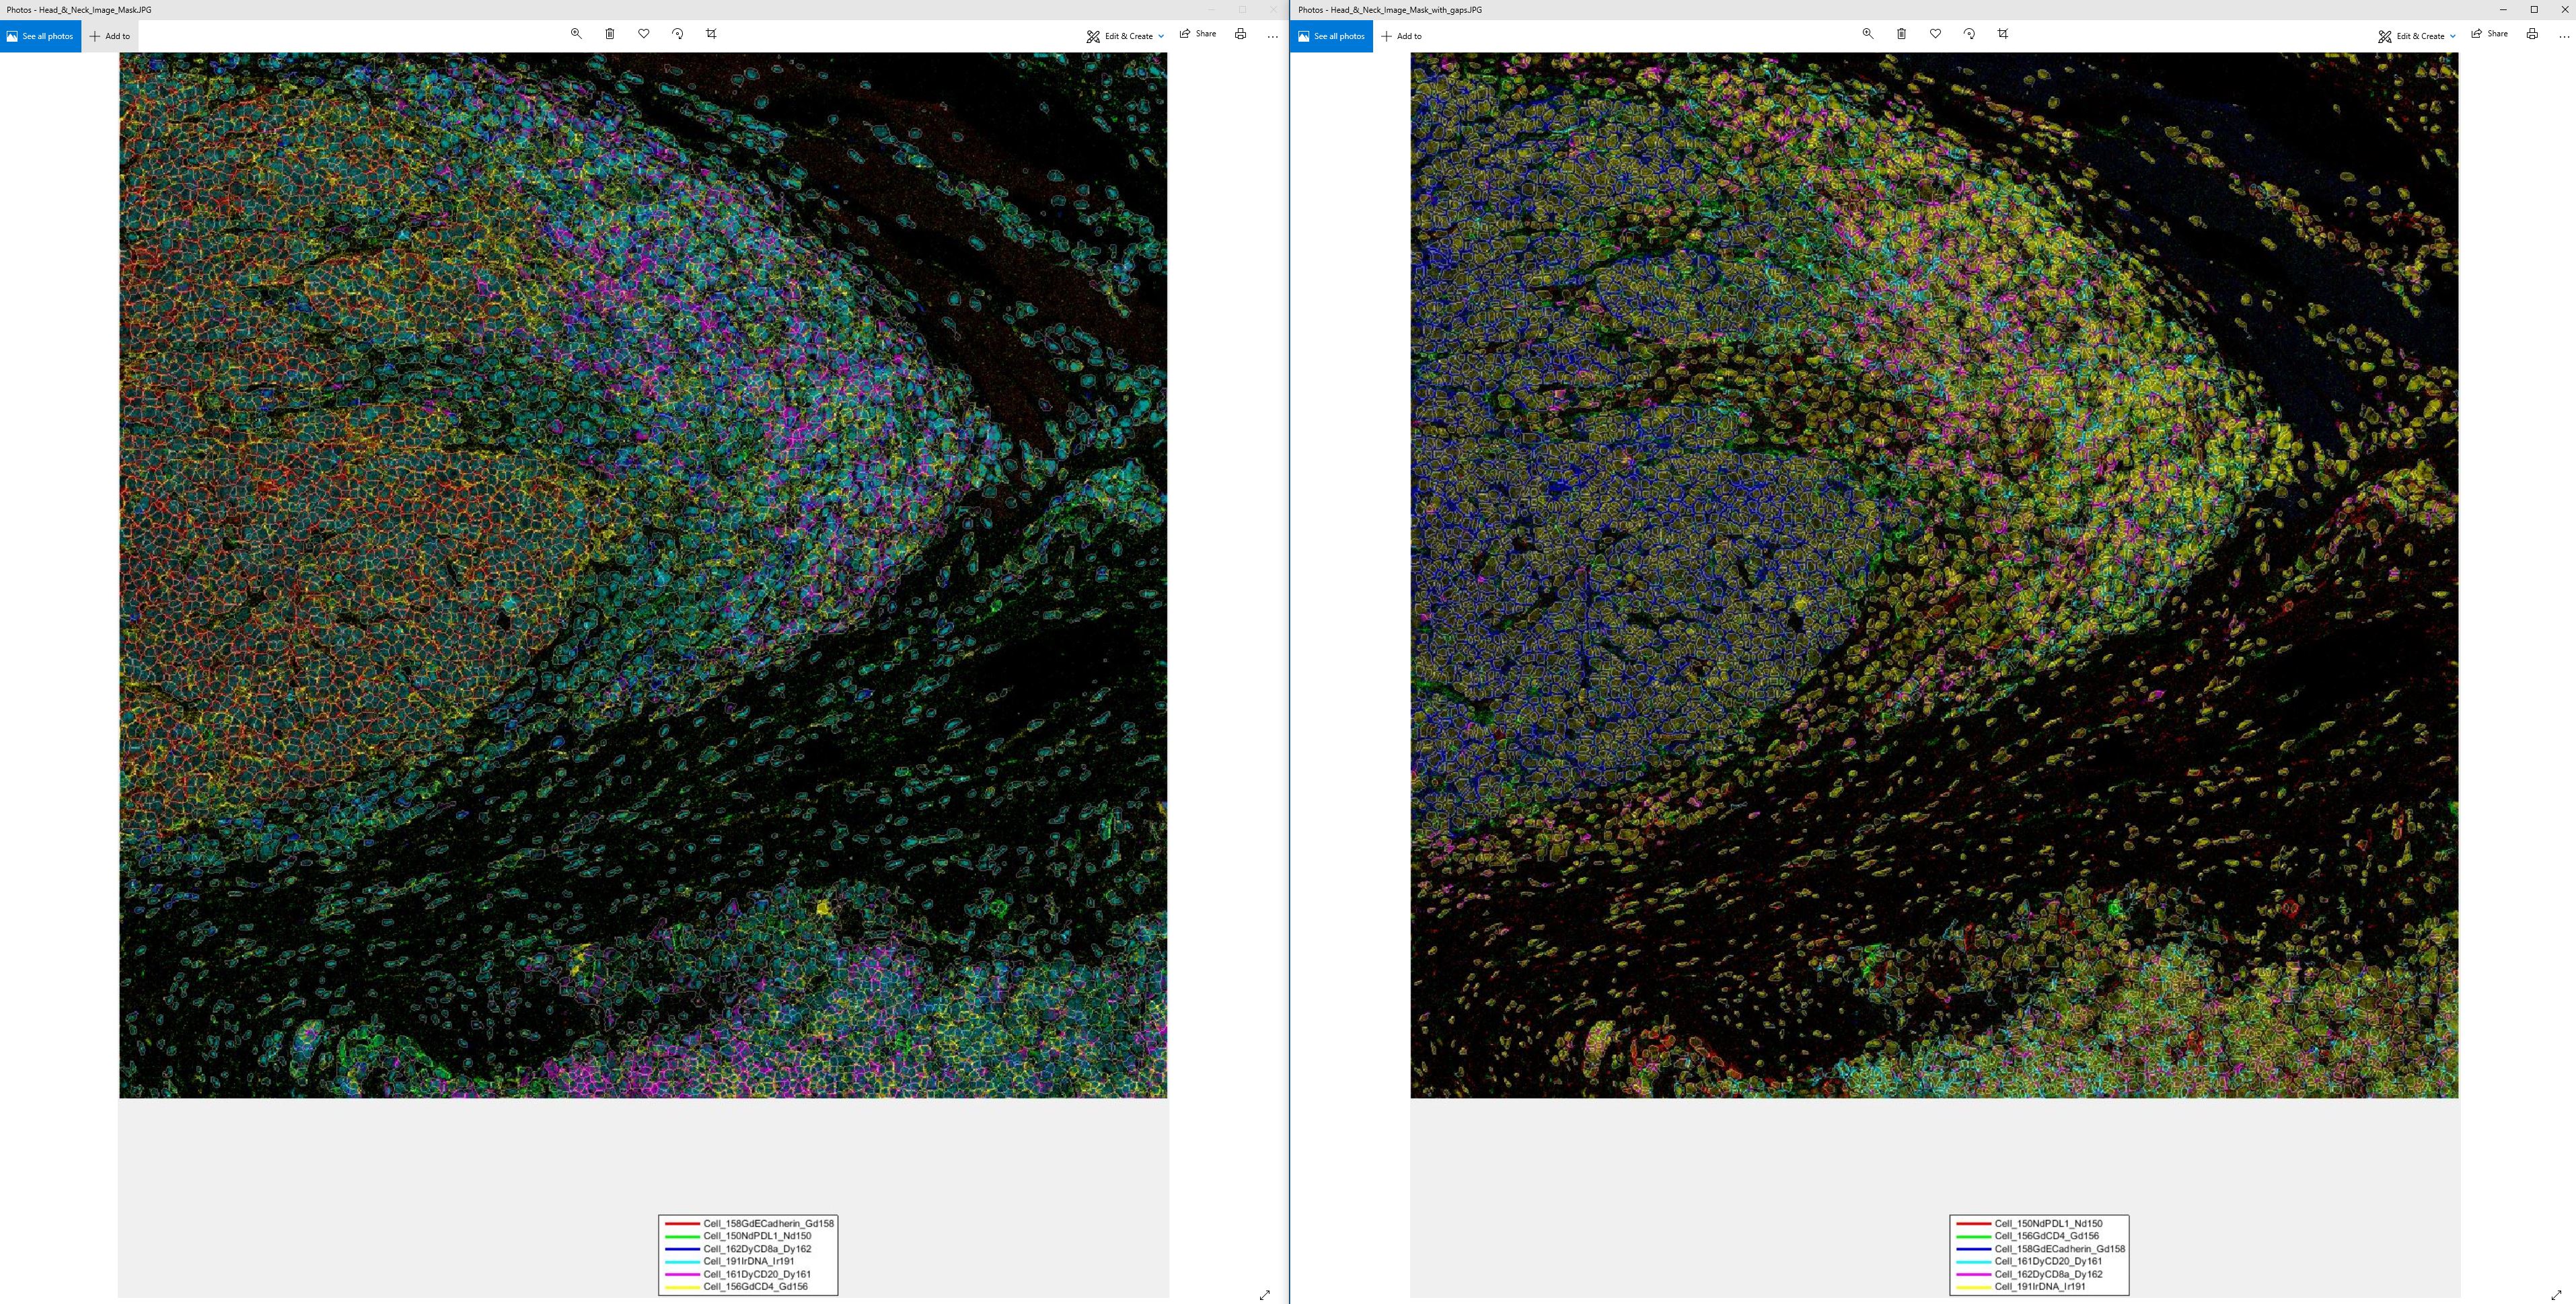 Photos - Head_&_Neck_Image_Mask.JPG
See all photos
Add to
Edit & Create
Share
Cell_158GdECadherin_Gd158
Cell_150NdPDL1_Nd150
Cell_162DyCD8a_Dy162
Cell_191IrDNA_Ir191
Cell_161DyCD20_Dy161
Cell_156GdCD4_Gd156
Photos - Head_&_Neck_Image_Mask_with_gaps.JPG
See all photos
Add to
Edit & Create
Share
Cell_150NdPDL1_Nd150
Cell_156GdCD4_Gd156
Cell_158GdECadherin_Gd158
Cell_161DyCD20_Dy161
Cell_162DyCD8a_Dy162
Cell_191IrDNA_Ir191